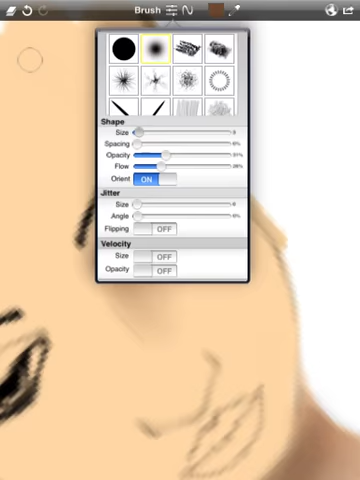 Brush
Shape
Size
Spacing
Opacity
Flow
Orient ON
Jitter
Size
Angle
Flipping OFF
Velocity
Size OFF
Opacity OFF